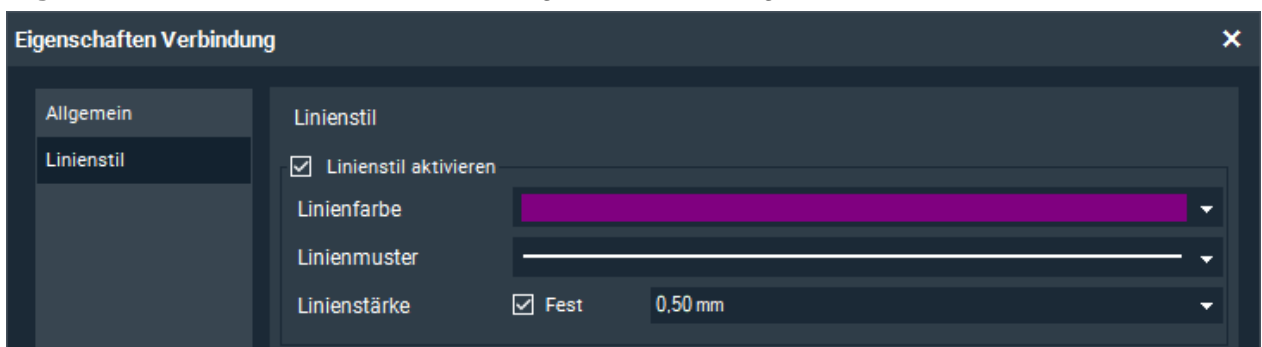 Eigenschaften Verbindung
Allgemein
Linienstil
Linienstil
Linienstil aktivieren
Linienfarbe
Linienmuster
Linienstärke Fest 0,50 mm